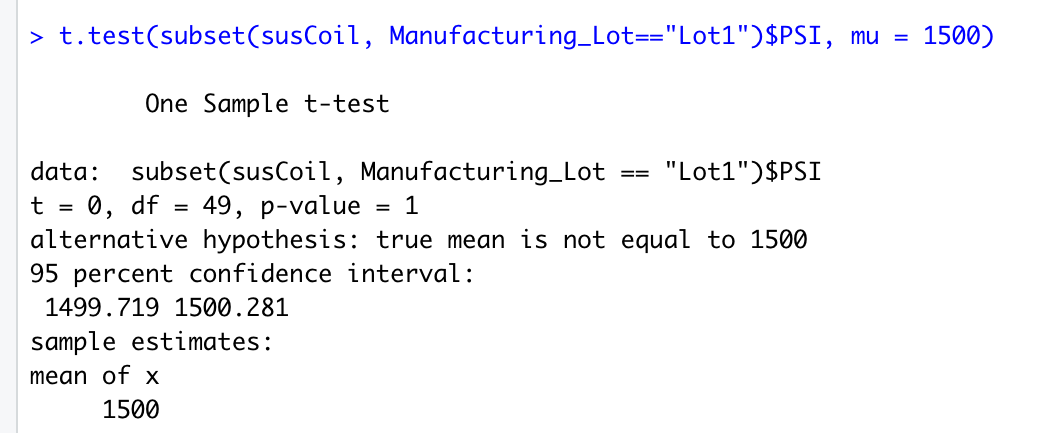 > t.test(subset(susCoil, Manufacturing_Lot=="Lot1")$PSI, mu = 1500)
One Sample t-test
data:  subset(susCoil, Manufacturing_Lot == "Lot1")$PSI
t = 0, df = 49, p-value = 1
alternative hypothesis: true mean is not equal to 1500
95 percent confidence interval:
1499.719 1500.281
sample estimates:
mean of x
1500